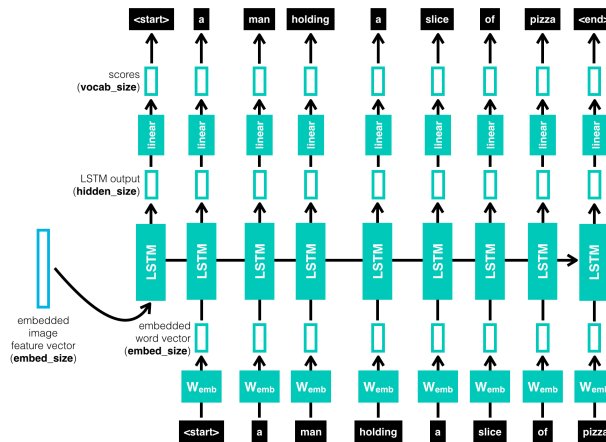 <start> a man holding a slice of pizza <end>
scores
(vocab_size)
linear linear linear linear linear linear linear linear linear
LSTM output
(hidden_size)
LSTM LSTM LSTM LSTM LSTM LSTM LSTM LSTM LSTM
embedded
image
feature vector
(embed_size)
embedded
word vector
(embed_size)
Wemb Wemb Wemb Wemb Wemb Wemb Wemb Wemb
<start> a man holding a slice of pizza